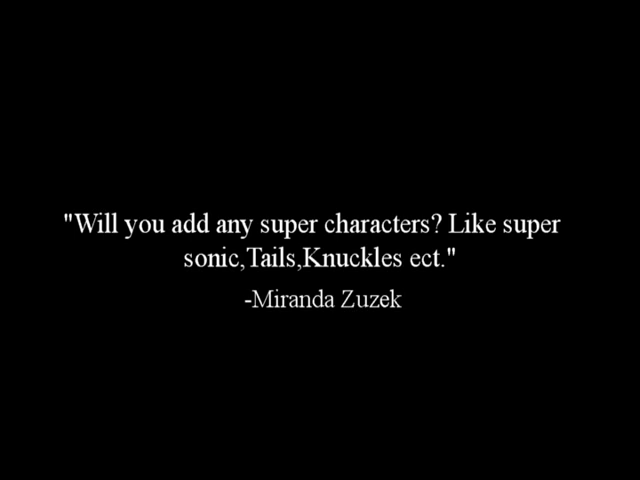 "Will you add any super characters? Like super
sonic,Tails,Knuckles ect."
-Miranda Zuzek